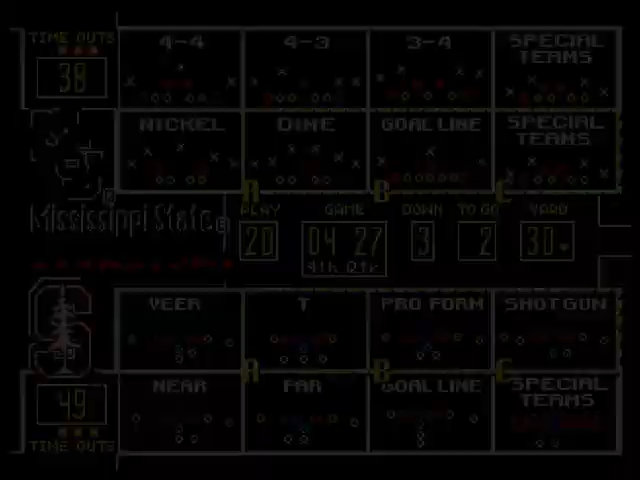 TIME OUTS
38
4-4 4-3 3-4 SPECIAL TEAMS
NICKEL DIME GOAL LINE SPECIAL TEAMS
A B C
Mississippi State
PLAY GAME DOWN TO GO YARD
20 04 27 3 2 30
4th Qtr
S
VEER T PRO FORM SHOTGUN
A B C
NEAR FAR GOAL LINE SPECIAL TEAMS
49
TIME OUTS